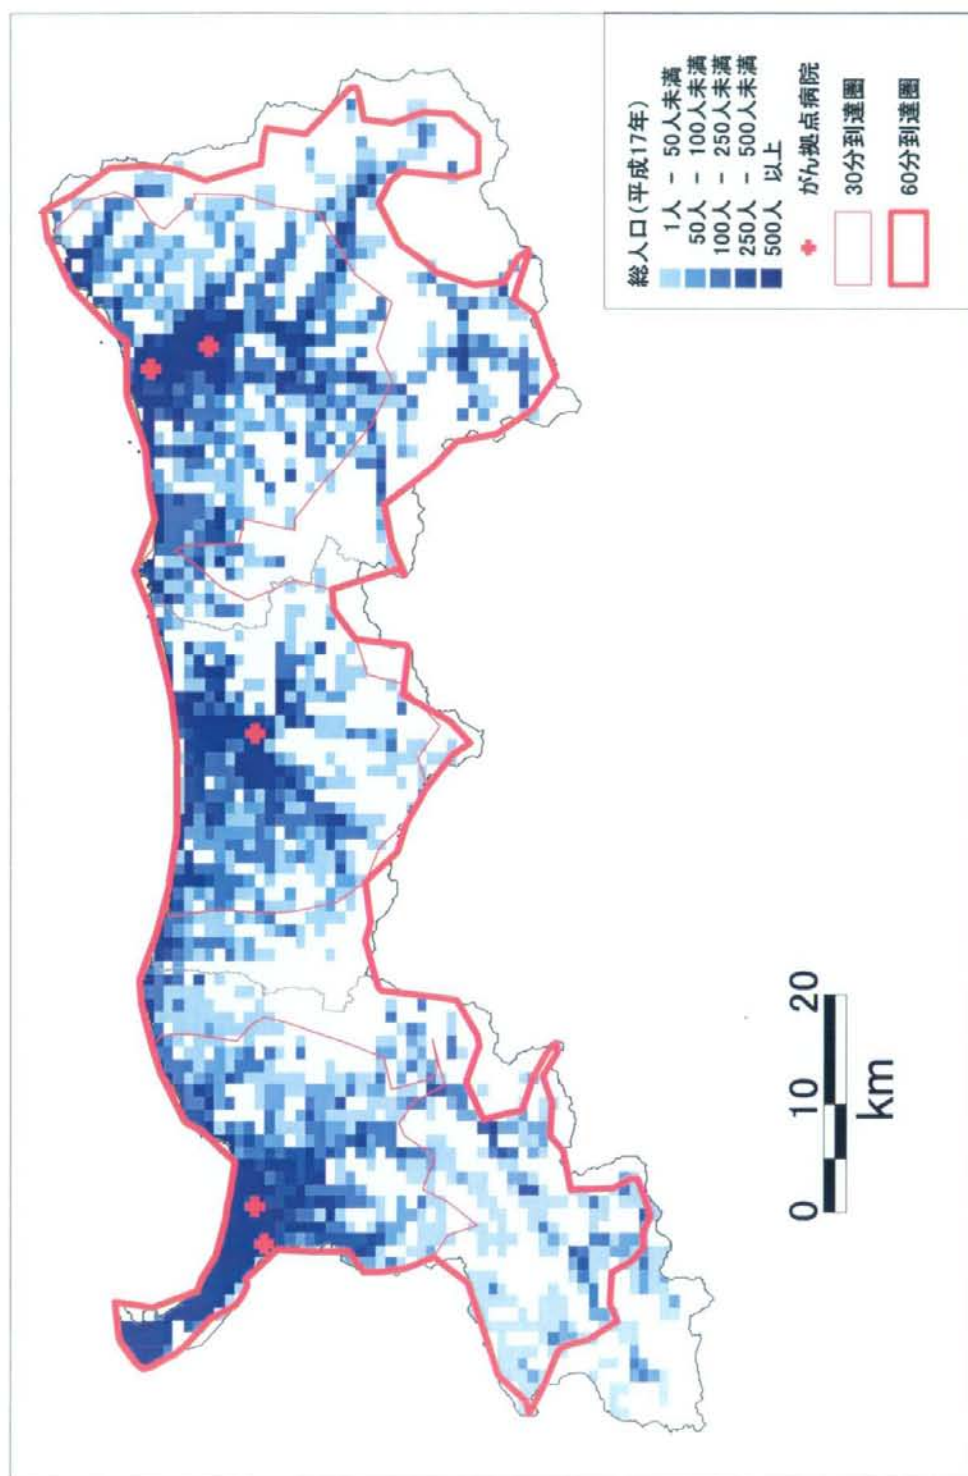 総人口(平成17年)
1人 - 50人未満
50人 - 100人未満
100人 - 250人未満
250人 - 500人未満
500人 以上
がん拠点病院
30分到達圏
60分到達圏
0 10 20
km